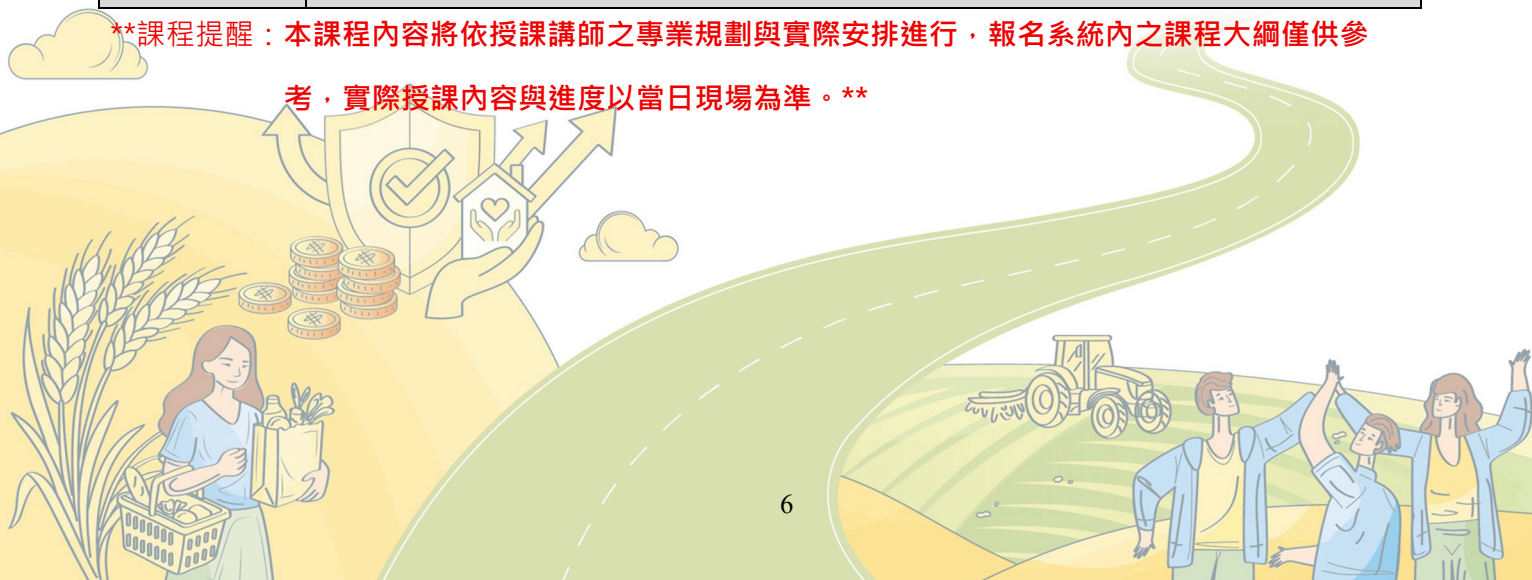 **課程提醒：本課程內容將依授課講師之專業規劃與實際安排進行，報名系統內之課程大綱僅供參
考，實際授課內容與進度以當日現場為準。**
6